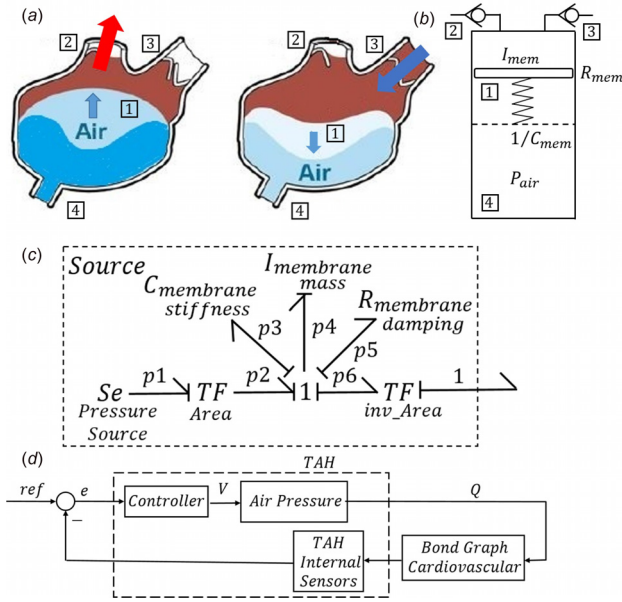 (a)
2
3
1
Air
4
2
3
1
Air
4
(b)
2
3
I_mem
R_mem
1
1/C_mem
P_air
4
(c)
Source
I_membrane
mass
C_membrane
stiffness
R_membrane
damping
p3
p4
p5
p1
p2
p6
1
Se
TF
1
TF
Pressure
Source
Area
inv_Area
(d)
TAH
ref
e
V
Q
Controller
Air Pressure
−
TAH
Internal
Sensors
Bond Graph
Cardiovascular